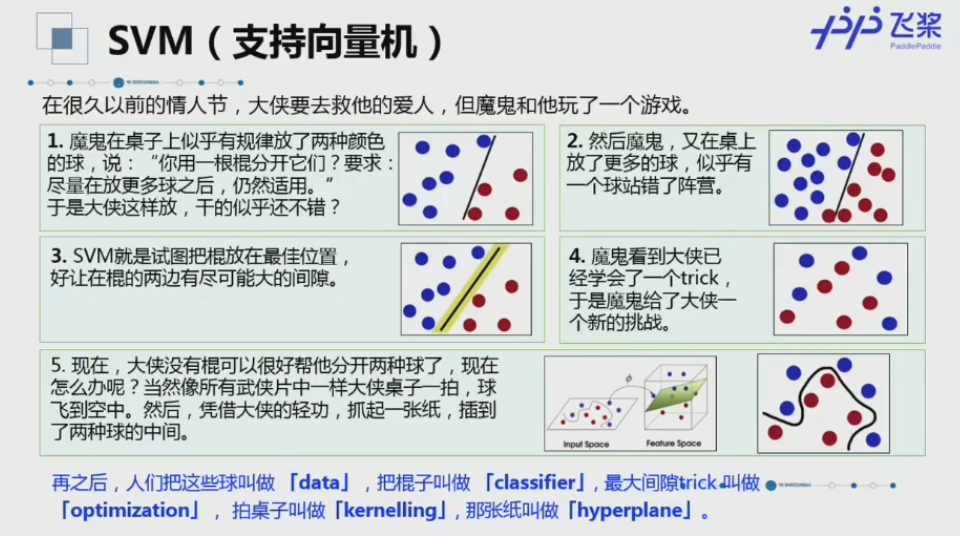 SVM（支持向量机）
飞桨
PaddlePaddle
在很久以前的情人节，大侠要去救他的爱人，但魔鬼和他玩了一个游戏。
1. 魔鬼在桌子上似乎有规律放了两种颜色
的球，说：“你用一根棍分开它们？要求：
尽量在放更多球之后，仍然适用。”
于是大侠这样放，干的似乎还不错？
2. 然后魔鬼，又在桌上
放了更多的球，似乎有
一个球站错了阵营。
3. SVM就是试图把棍放在最佳位置，
好让在棍的两边有尽可能大的间隙。
4. 魔鬼看到大侠已
经学会了一个trick，
于是魔鬼给了大侠一
个新的挑战。
5. 现在，大侠没有棍可以很好帮他分开两种球了，现在
怎么办呢？当然像所有武侠片中一样大侠桌子一拍，球
飞到空中。然后，凭借大侠的轻功，抓起一张纸，插到
了两种球的中间。
ϕ
Input Space
Feature Space
再之后，人们把这些球叫做「data」，把棍子叫做「classifier」, 最大间隙trick 叫做
「optimization」， 拍桌子叫做「kernelling」, 那张纸叫做「hyperplane」。